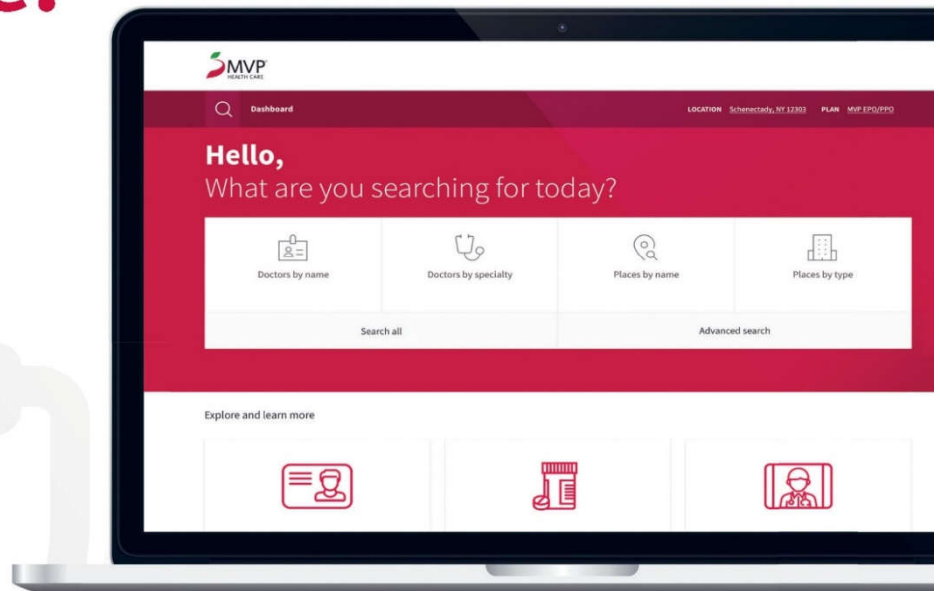 MVP
HEALTH CARE
Dashboard
LOCATION Schenectady, NY 12303 PLAN MVP EPO/PPO
Hello,
What are you searching for today?
Doctors by name
Doctors by specialty
Places by name
Places by type
Search all
Advanced search
Explore and learn more